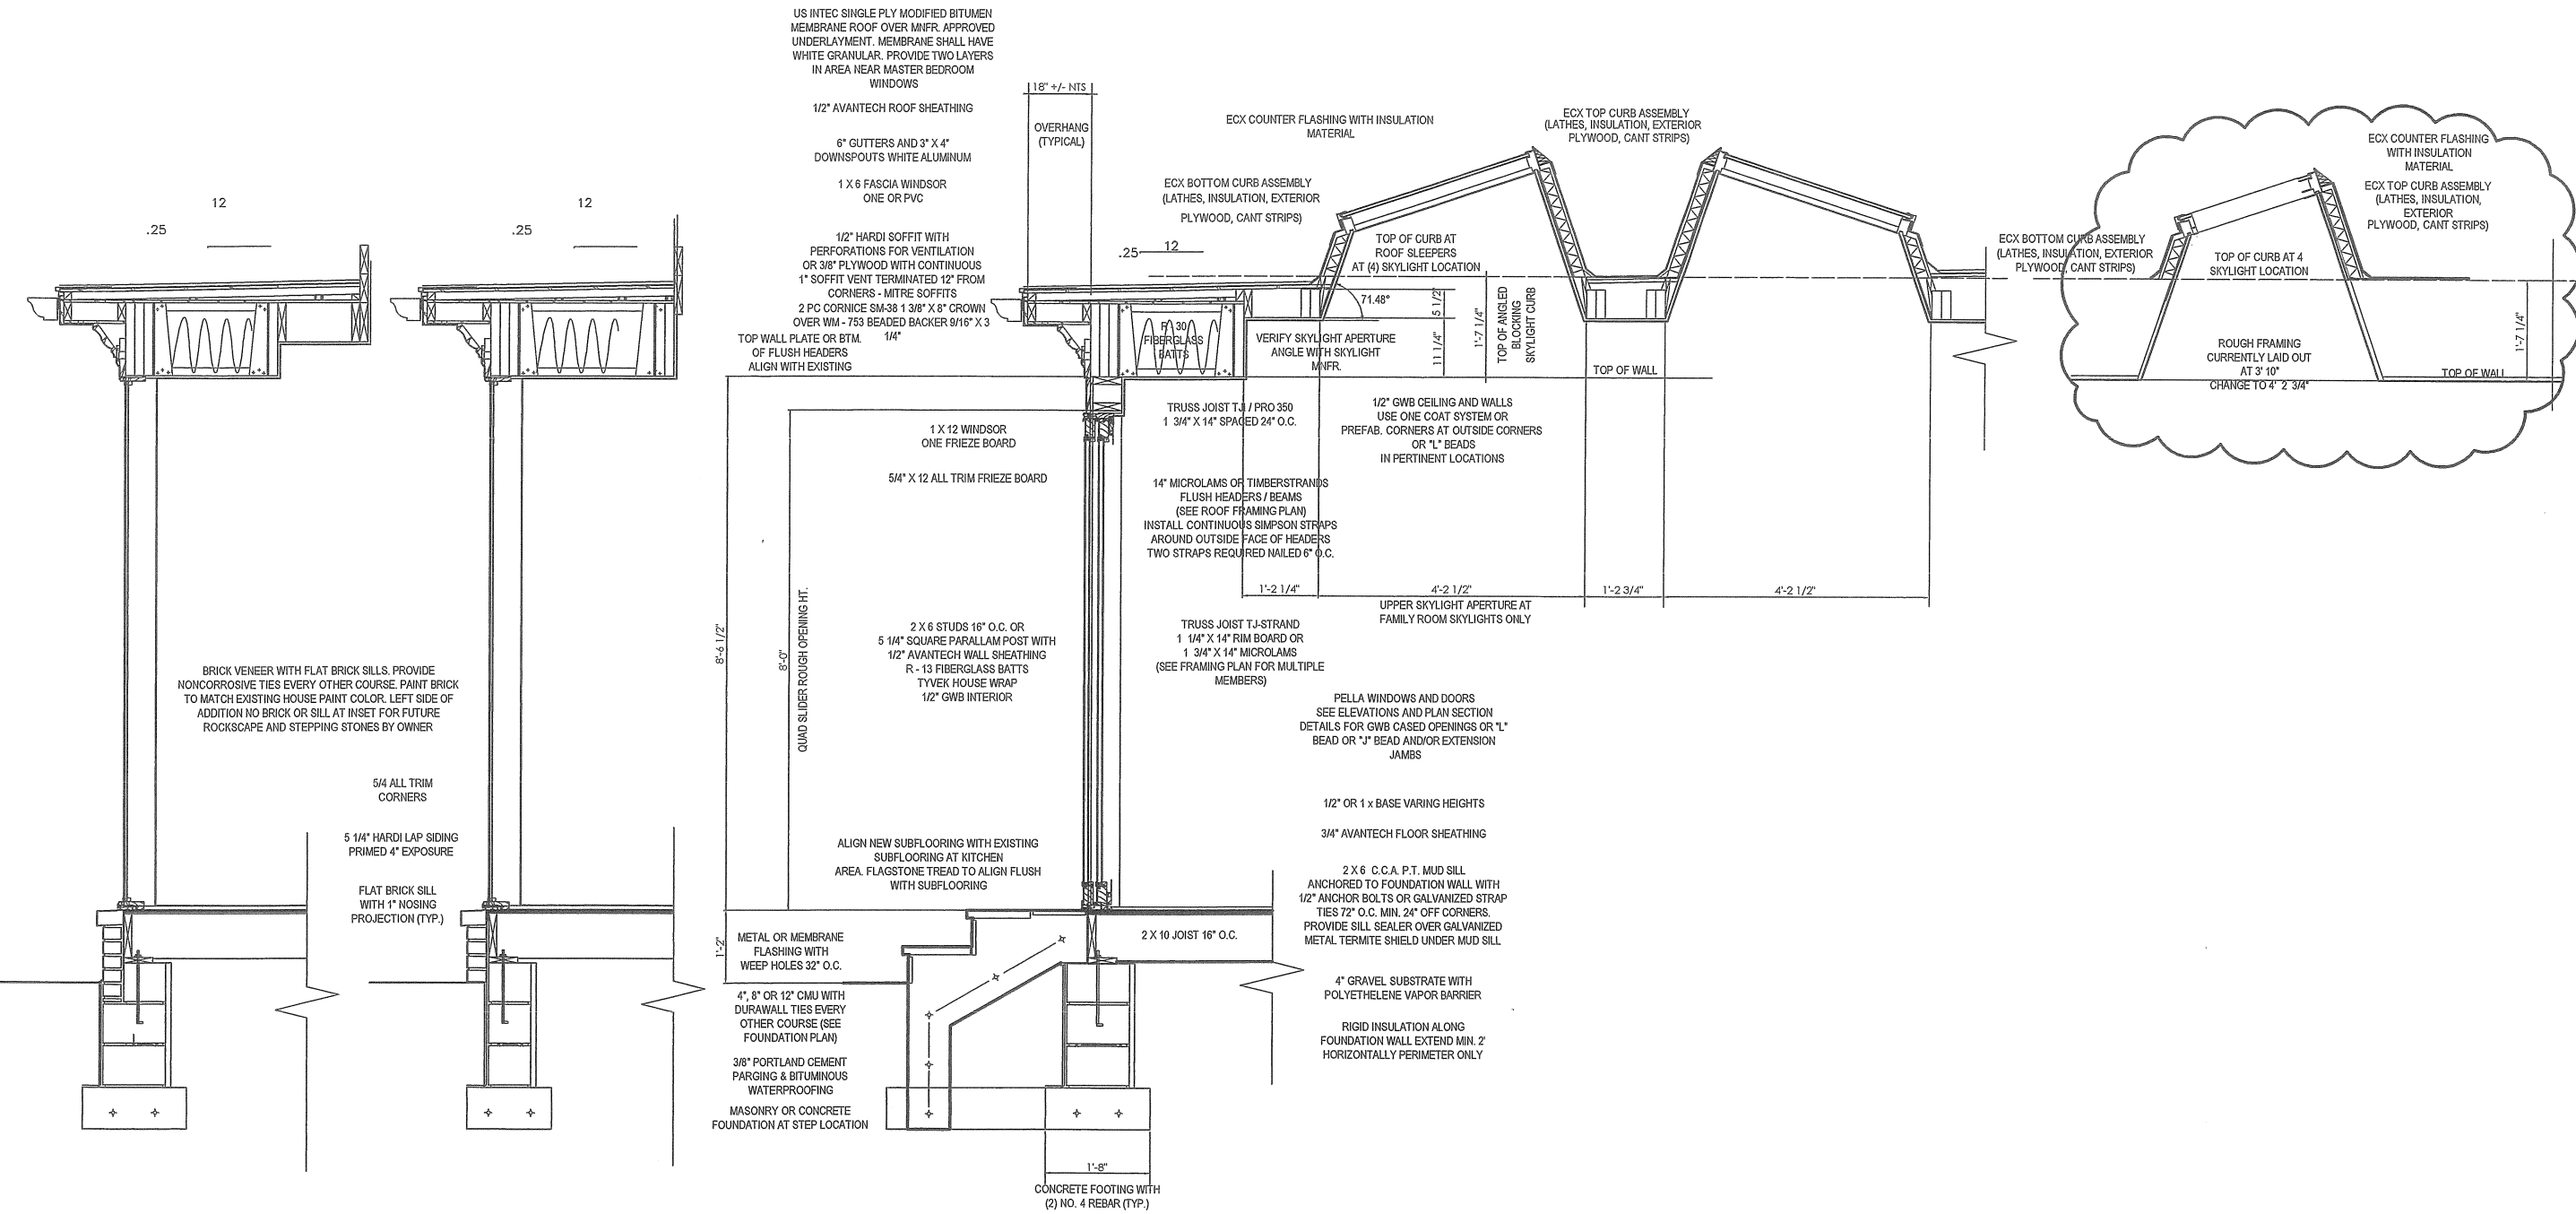 US INTEC SINGLE PLY MODIFIED BITUMEN
MEMBRANE ROOF OVER MNFR. APPROVED
UNDERLAYMENT. MEMBRANE SHALL HAVE
WHITE GRANULAR. PROVIDE TWO LAYERS
IN AREA NEAR MASTER BEDROOM
WINDOWS
1/2" AVANTECH ROOF SHEATHING
6" GUTTERS AND 3" X 4"
DOWNSPOUTS WHITE ALUMINUM
1 X 6 FASCIA WINDSOR
ONE OR PVC
1/2" HARDI SOFFIT WITH
PERFORATIONS FOR VENTILATION
OR 3/8" PLYWOOD WITH CONTINUOUS
1" SOFFIT VENT TERMINATED 12" FROM
CORNERS - MITRE SOFFITS
2 PC CORNICE SM-38 1 3/8" X 8" CROWN
OVER WM - 753 BEADED BACKER 9/16" X 3
1/4"
TOP WALL PLATE OR BTM.
OF FLUSH HEADERS
ALIGN WITH EXISTING
12
.25
12
.25
18" +/- NTS
OVERHANG
(TYPICAL)
.25
12
ECX COUNTER FLASHING WITH INSULATION
MATERIAL
ECX BOTTOM CURB ASSEMBLY
(LATHES, INSULATION, EXTERIOR
PLYWOOD, CANT STRIPS)
ECX TOP CURB ASSEMBLY
(LATHES, INSULATION, EXTERIOR
PLYWOOD, CANT STRIPS)
TOP OF CURB AT
ROOF SLEEPERS
AT (4) SKYLIGHT LOCATION
71.48°
5 1/2"
11 1/4"
1'-7 1/4"
TOP OF ANGLED
BLOCKING
SKYLIGHT CURB
R - 30
FIBERGLASS
BATTS
VERIFY SKYLIGHT APERTURE
ANGLE WITH SKYLIGHT
MNFR.
TOP OF WALL
ECX BOTTOM CURB ASSEMBLY
(LATHES, INSULATION, EXTERIOR
PLYWOOD, CANT STRIPS)
ECX COUNTER FLASHING
WITH INSULATION
MATERIAL
ECX TOP CURB ASSEMBLY
(LATHES, INSULATION,
EXTERIOR
PLYWOOD, CANT STRIPS)
TOP OF CURB AT 4
SKYLIGHT LOCATION
1'-7 1/4"
ROUGH FRAMING
CURRENTLY LAID OUT
AT 3' 10"
CHANGE TO 4' 2 3/4"
TOP OF WALL
1 X 12 WINDSOR
ONE FRIEZE BOARD
5/4" X 12 ALL TRIM FRIEZE BOARD
TRUSS JOIST TJI / PRO 350
1 3/4" X 14" SPACED 24" O.C.
1/2" GWB CEILING AND WALLS
USE ONE COAT SYSTEM OR
PREFAB. CORNERS AT OUTSIDE CORNERS
OR "L" BEADS
IN PERTINENT LOCATIONS
14" MICROLAMS OR TIMBERSTRANDS
FLUSH HEADERS / BEAMS
(SEE ROOF FRAMING PLAN)
INSTALL CONTINUOUS SIMPSON STRAPS
AROUND OUTSIDE FACE OF HEADERS
TWO STRAPS REQUIRED NAILED 6" O.C.
1'-2 1/4"
4'-2 1/2"
1'-2 3/4"
4'-2 1/2"
UPPER SKYLIGHT APERTURE AT
FAMILY ROOM SKYLIGHTS ONLY
8'-6 1/2"
8'-0"
QUAD SLIDER ROUGH OPENING HT.
2 X 6 STUDS 16" O.C. OR
5 1/4" SQUARE PARALLAM POST WITH
1/2" AVANTECH WALL SHEATHING
R - 13 FIBERGLASS BATTS
TYVEK HOUSE WRAP
1/2" GWB INTERIOR
TRUSS JOIST TJ-STRAND
1 1/4" X 14" RIM BOARD OR
1 3/4" X 14" MICROLAMS
(SEE FRAMING PLAN FOR MULTIPLE
MEMBERS)
BRICK VENEER WITH FLAT BRICK SILLS. PROVIDE
NONCORROSIVE TIES EVERY OTHER COURSE. PAINT BRICK
TO MATCH EXISTING HOUSE PAINT COLOR. LEFT SIDE OF
ADDITION NO BRICK OR SILL AT INSET FOR FUTURE
ROCKSCAPE AND STEPPING STONES BY OWNER
PELLA WINDOWS AND DOORS
SEE ELEVATIONS AND PLAN SECTION
DETAILS FOR GWB CASED OPENINGS OR "L"
BEAD OR "J" BEAD AND/OR EXTENSION
JAMBS
5/4 ALL TRIM
CORNERS
5 1/4" HARDI LAP SIDING
PRIMED 4" EXPOSURE
FLAT BRICK SILL
WITH 1" NOSING
PROJECTION (TYP.)
ALIGN NEW SUBFLOORING WITH EXISTING
SUBFLOORING AT KITCHEN
AREA. FLAGSTONE TREAD TO ALIGN FLUSH
WITH SUBFLOORING
1/2" OR 1 x BASE VARING HEIGHTS
3/4" AVANTECH FLOOR SHEATHING
2 X 6 C.C.A. P.T. MUD SILL
ANCHORED TO FOUNDATION WALL WITH
1/2" ANCHOR BOLTS OR GALVANIZED STRAP
TIES 72" O.C. MIN. 24" OFF CORNERS.
PROVIDE SILL SEALER OVER GALVANIZED
METAL TERMITE SHIELD UNDER MUD SILL
1'-2"
METAL OR MEMBRANE
FLASHING WITH
WEEP HOLES 32" O.C.
2 X 10 JOIST 16" O.C.
4" GRAVEL SUBSTRATE WITH
POLYETHELENE VAPOR BARRIER
4", 8" OR 12" CMU WITH
DURAWALL TIES EVERY
OTHER COURSE (SEE
FOUNDATION PLAN)
RIGID INSULATION ALONG
FOUNDATION WALL EXTEND MIN. 2'
HORIZONTALLY PERIMETER ONLY
3/8" PORTLAND CEMENT
PARGING & BITUMINOUS
WATERPROOFING
MASONRY OR CONCRETE
FOUNDATION AT STEP LOCATION
1'-8"
CONCRETE FOOTING WITH
(2) NO. 4 REBAR (TYP.)